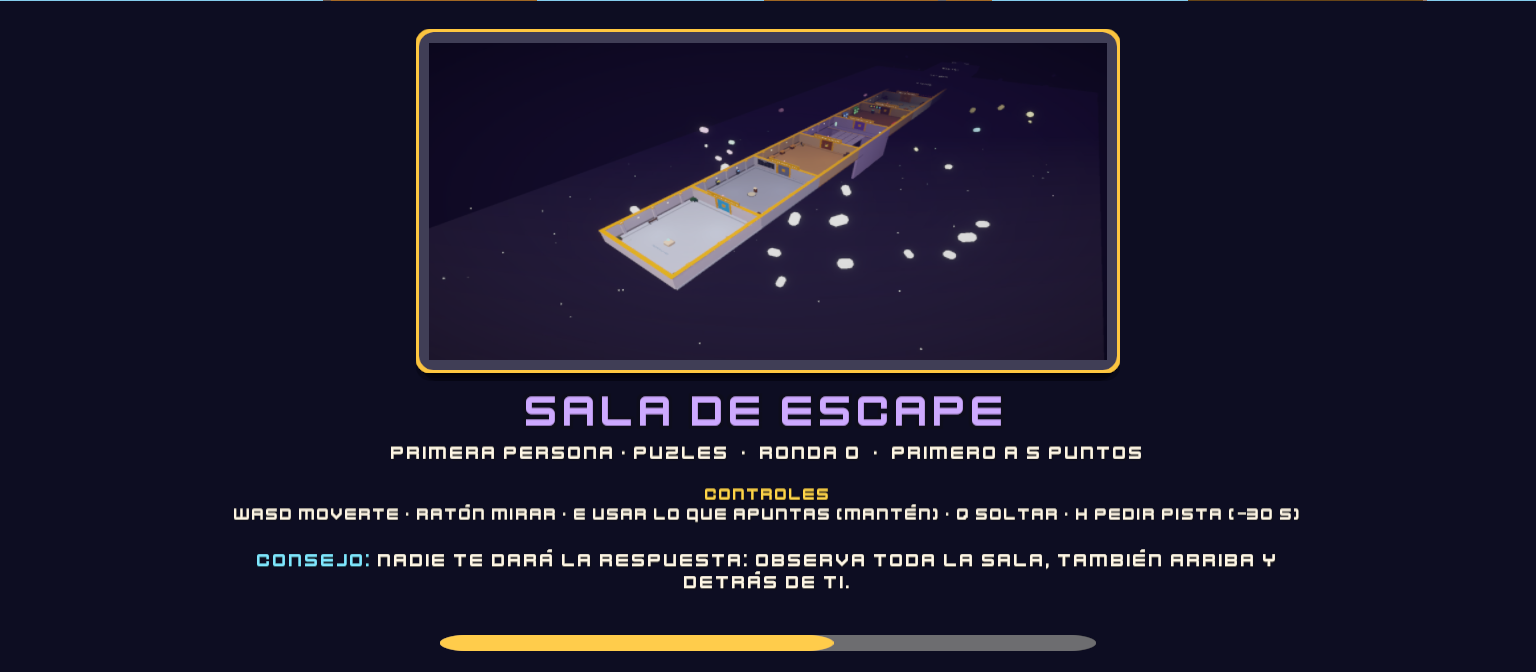 SALA DE ESCAPE
PRIMERA PERSONA · PUZLES · RONDA 0 · PRIMERO A 5 PUNTOS
CONTROLES
WASD MOVERTE · RATÓN MIRAR · E USAR LO QUE APUNTAS (MANTÉN) · Q SOLTAR · H PEDIR PISTA (-30 S)
CONSEJO: NADIE TE DARÁ LA RESPUESTA: OBSERVA TODA LA SALA, TAMBIÉN ARRIBA Y
DETRÁS DE TI.